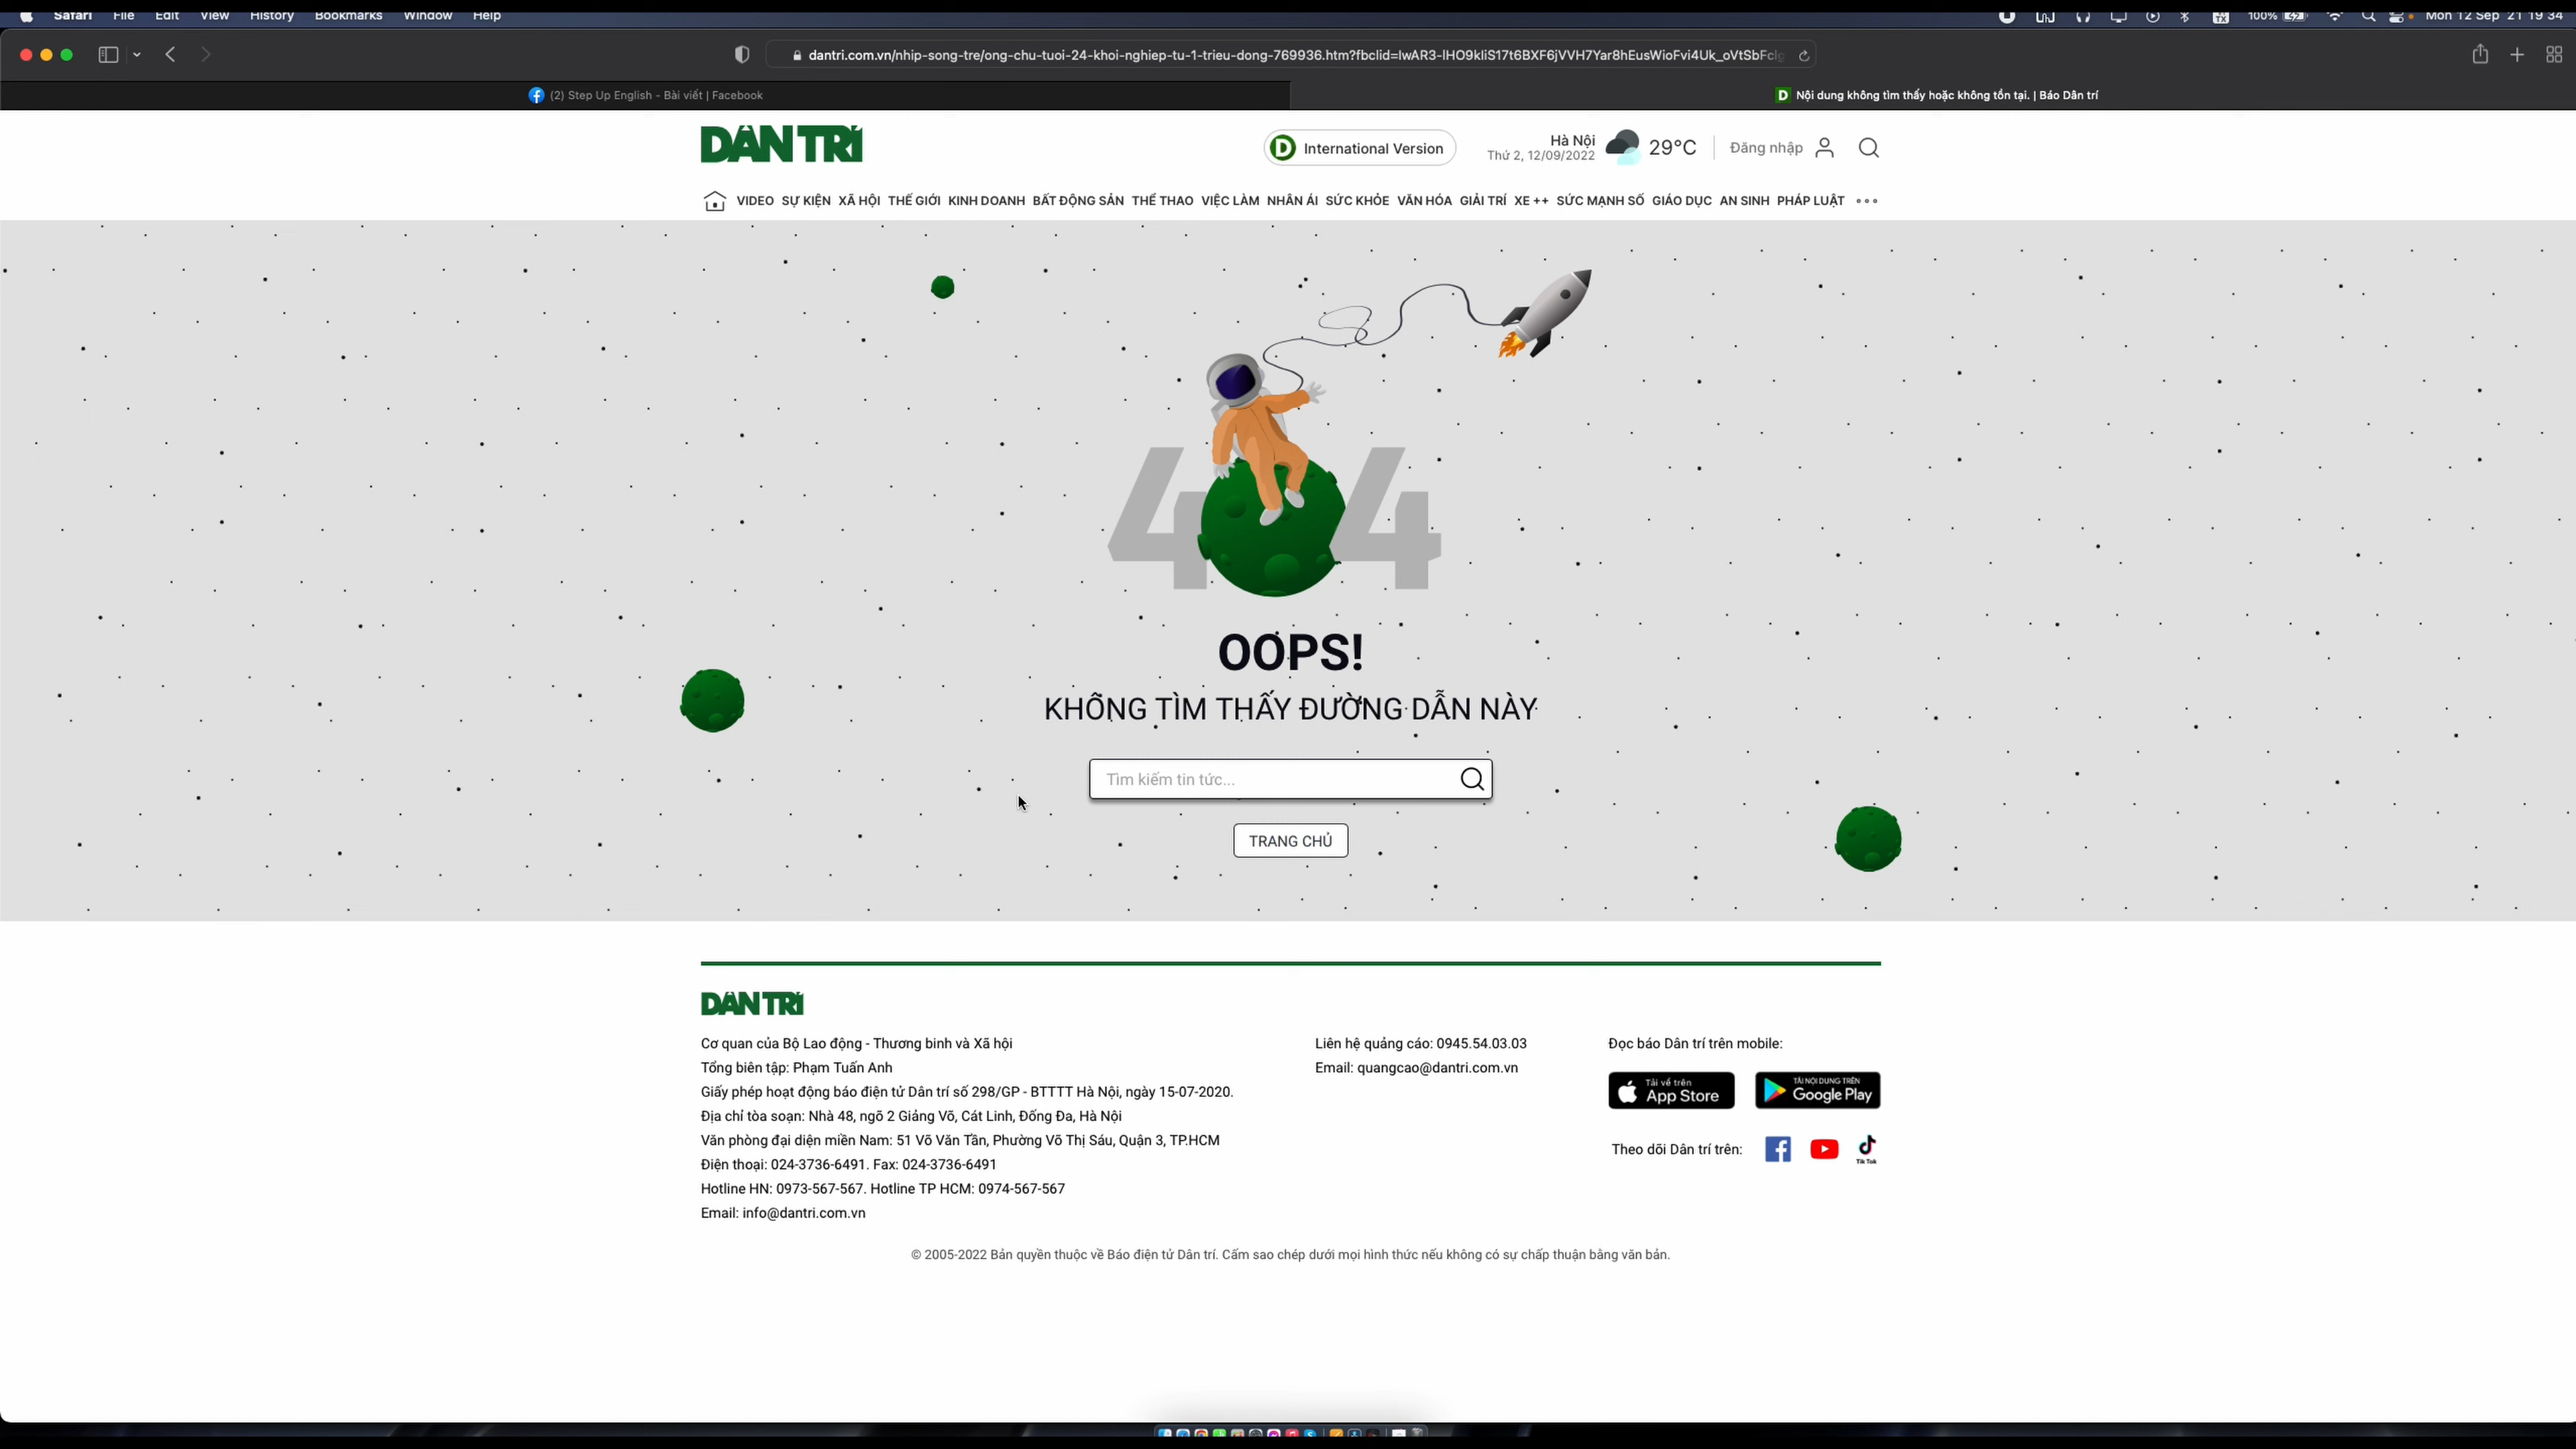 Safari File Edit View History Bookmarks Window Help
100%
Mon 12 Sep 21 19 34
dantri.com.vn/nhip-song-tre/ong-chu-tuoi-24-khoi-nghiep-tu-1-trieu-dong-769936.htm?fbclid=IwAR3-IHO9kIiS17t6BXF6jVVH7Yar8hEusWioFvi4Uk_oVtSbFcIg
(2) Step Up English - Bài viết | Facebook
D Nội dung không tìm thấy hoặc không tồn tại. | Báo Dân trí
DÂN TRÍ
D International Version
Hà Nội
Thứ 2, 12/09/2022
29°C
Đăng nhập
VIDEO SỰ KIỆN XÃ HỘI THẾ GIỚI KINH DOANH BẤT ĐỘNG SẢN THỂ THAO VIỆC LÀM NHÂN ÁI SỨC KHỎE VĂN HÓA GIẢI TRÍ XE ++ SỨC MẠNH SỐ GIÁO DỤC AN SINH PHÁP LUẬT
4 4
OOPS!
KHÔNG TÌM THẤY ĐƯỜNG DẪN NÀY
Tìm kiếm tin tức...
TRANG CHỦ
DÂN TRÍ
Cơ quan của Bộ Lao động - Thương binh và Xã hội
Tổng biên tập: Phạm Tuấn Anh
Giấy phép hoạt động báo điện tử Dân trí số 298/GP - BTTTT Hà Nội, ngày 15-07-2020.
Địa chỉ tòa soạn: Nhà 48, ngõ 2 Giảng Võ, Cát Linh, Đống Đa, Hà Nội
Văn phòng đại diện miền Nam: 51 Võ Văn Tần, Phường Võ Thị Sáu, Quận 3, TP.HCM
Điện thoại: 024-3736-6491. Fax: 024-3736-6491
Hotline HN: 0973-567-567. Hotline TP HCM: 0974-567-567
Email: info@dantri.com.vn
Liên hệ quảng cáo: 0945.54.03.03
Email: quangcao@dantri.com.vn
Đọc báo Dân trí trên mobile:
Tải về trên
App Store
TẢI NỘI DUNG TRÊN
Google Play
Theo dõi Dân trí trên:
Tik Tok
© 2005-2022 Bản quyền thuộc về Báo điện tử Dân trí. Cấm sao chép dưới mọi hình thức nếu không có sự chấp thuận bằng văn bản.